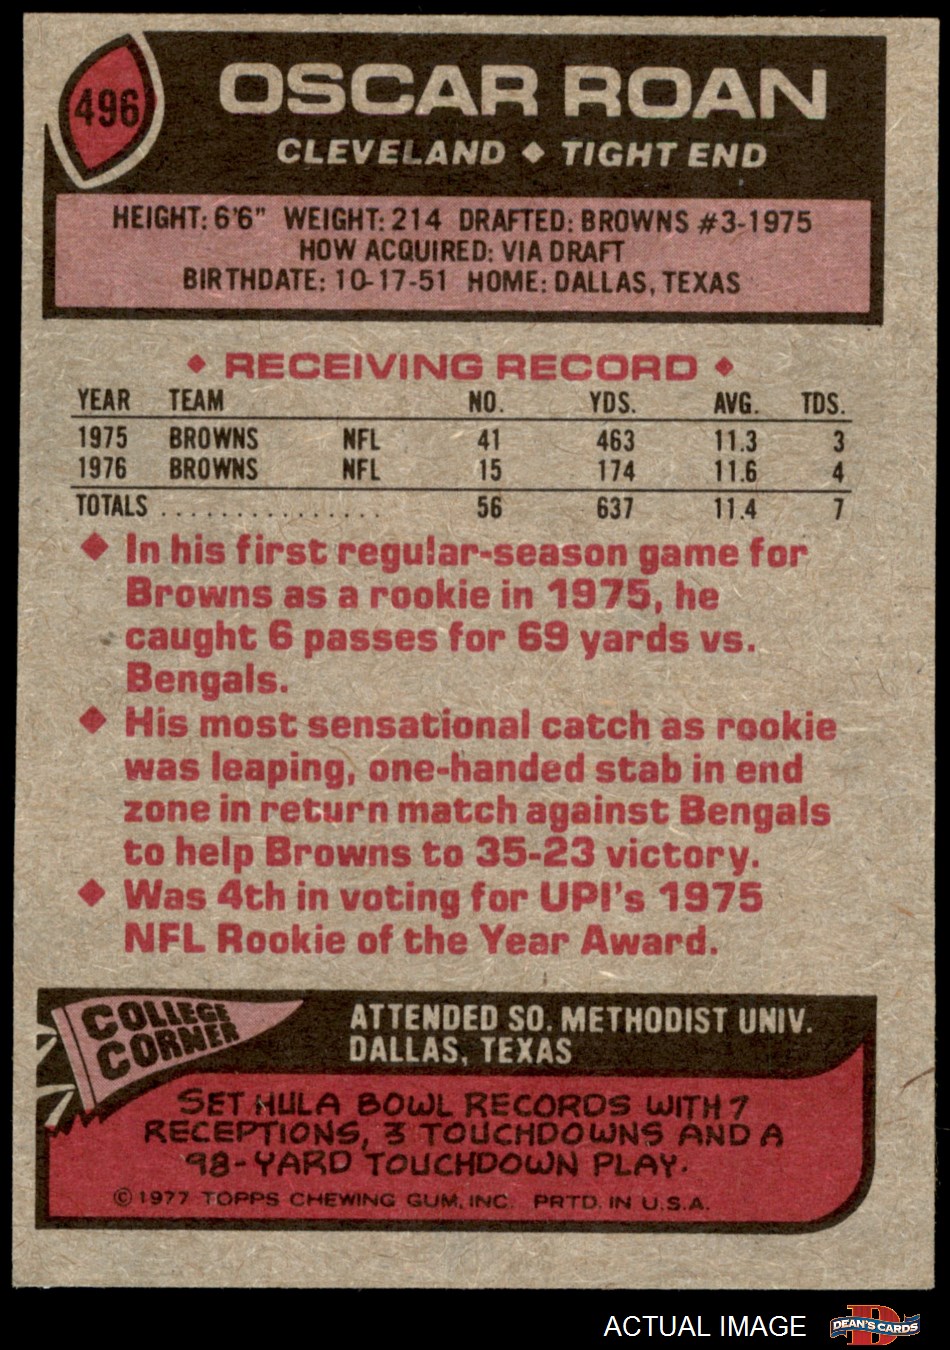 496
OSCAR ROAN
CLEVELAND ◆ TIGHT END
HEIGHT: 6'6" WEIGHT: 214 DRAFTED: BROWNS #3-1975
HOW ACQUIRED: VIA DRAFT
BIRTHDATE: 10-17-51 HOME: DALLAS, TEXAS
◆ RECEIVING RECORD ◆
YEAR TEAM NO. YDS. AVG. TDS.
1975 BROWNS NFL 41 463 11.3 3
1976 BROWNS NFL 15 174 11.6 4
TOTALS ................ 56 637 11.4 7
◆ In his first regular-season game for
Browns as a rookie in 1975, he
caught 6 passes for 69 yards vs.
Bengals.
◆ His most sensational catch as rookie
was leaping, one-handed stab in end
zone in return match against Bengals
to help Browns to 35-23 victory.
◆ Was 4th in voting for UPI's 1975
NFL Rookie of the Year Award.
COLLEGE
CORNER
ATTENDED SO. METHODIST UNIV.
DALLAS, TEXAS
SET HULA BOWL RECORDS WITH 7
RECEPTIONS, 3 TOUCHDOWNS AND A
98-YARD TOUCHDOWN PLAY.
© 1977 TOPPS CHEWING GUM, INC. PRTD. IN U.S.A.
ACTUAL IMAGE
D
DEAN'S CARDS